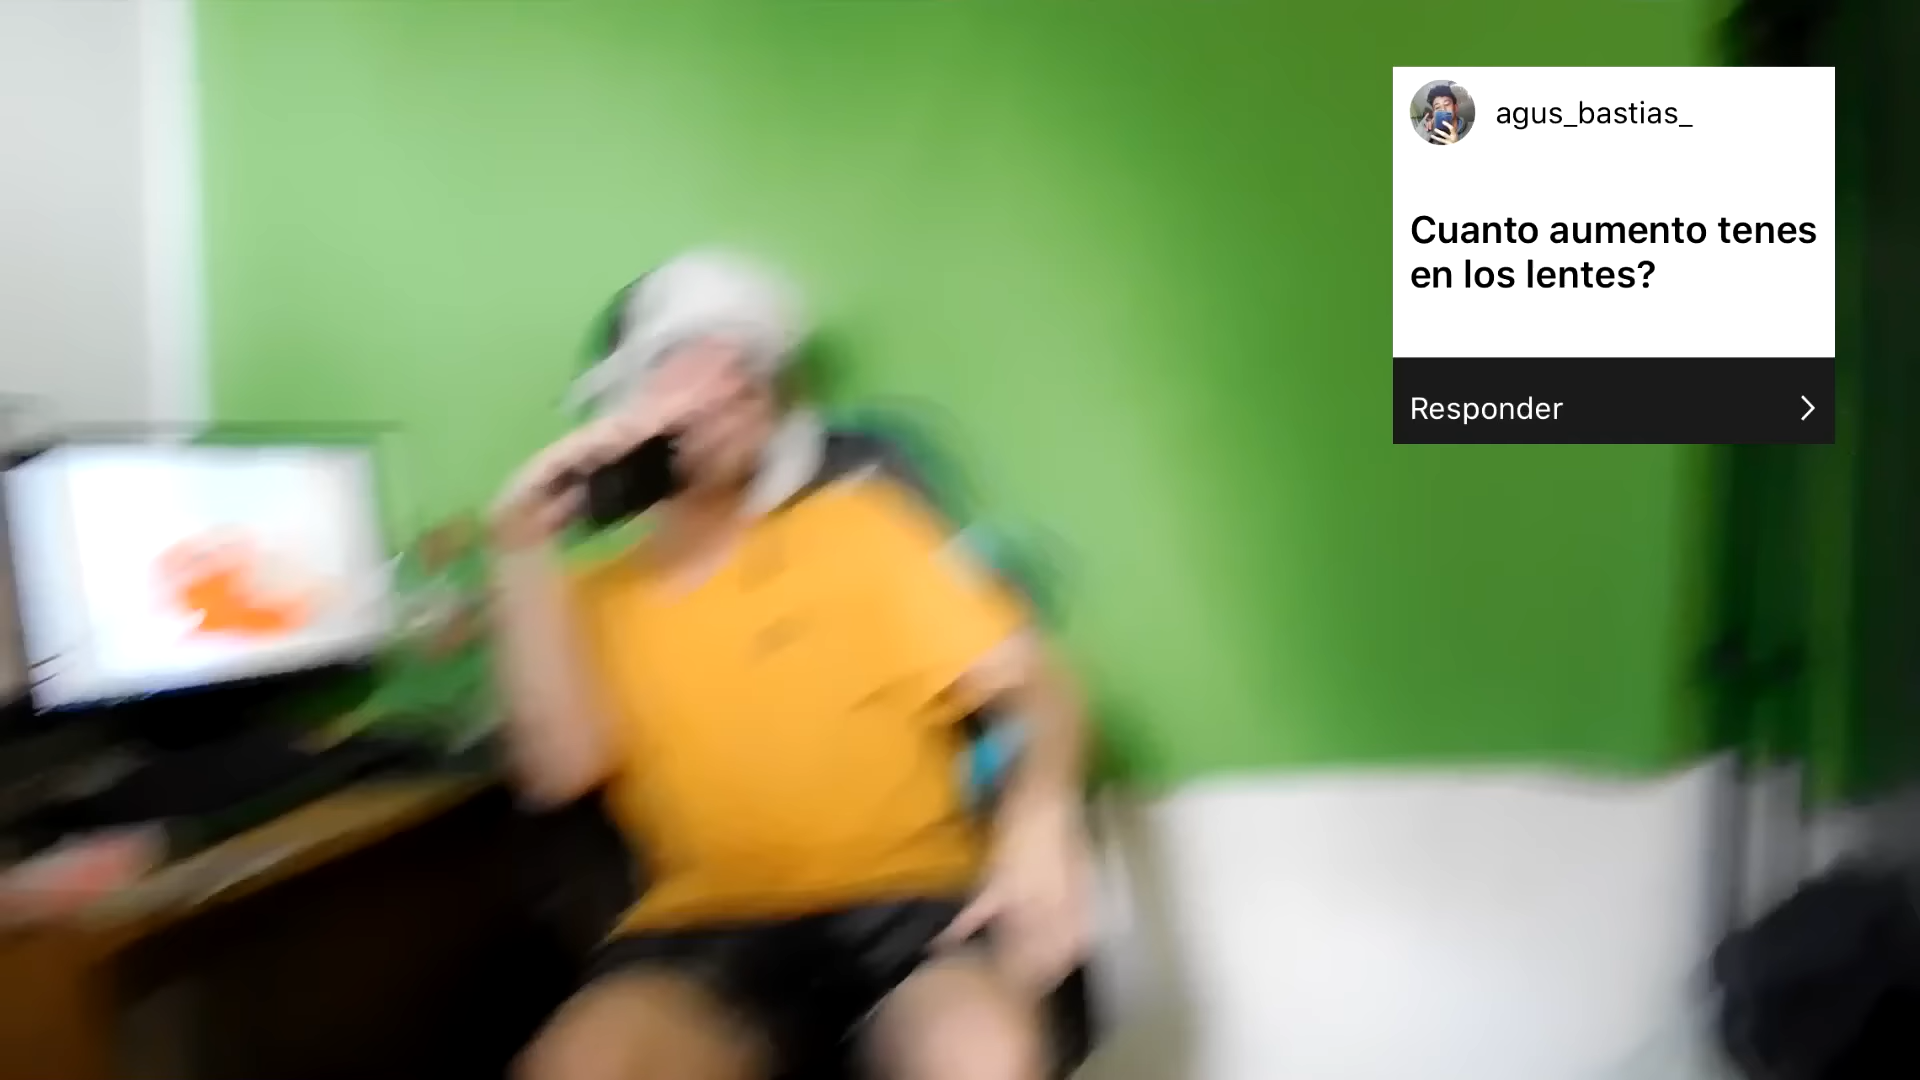 agus_bastias_
Cuanto aumento tenes
en los lentes?
Responder